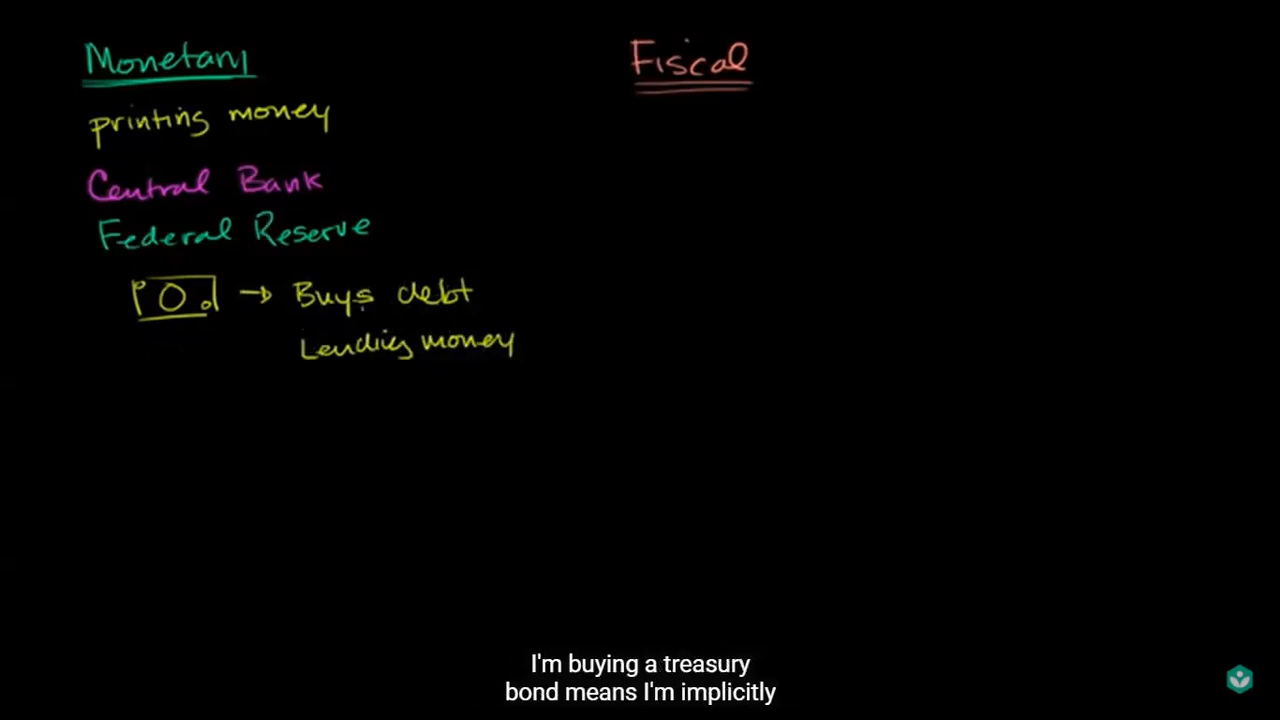 Monetary
Fiscal
printing money
Central Bank
Federal Reserve
→ Buys debt
Lending money
I'm buying a treasury
bond means I'm implicitly